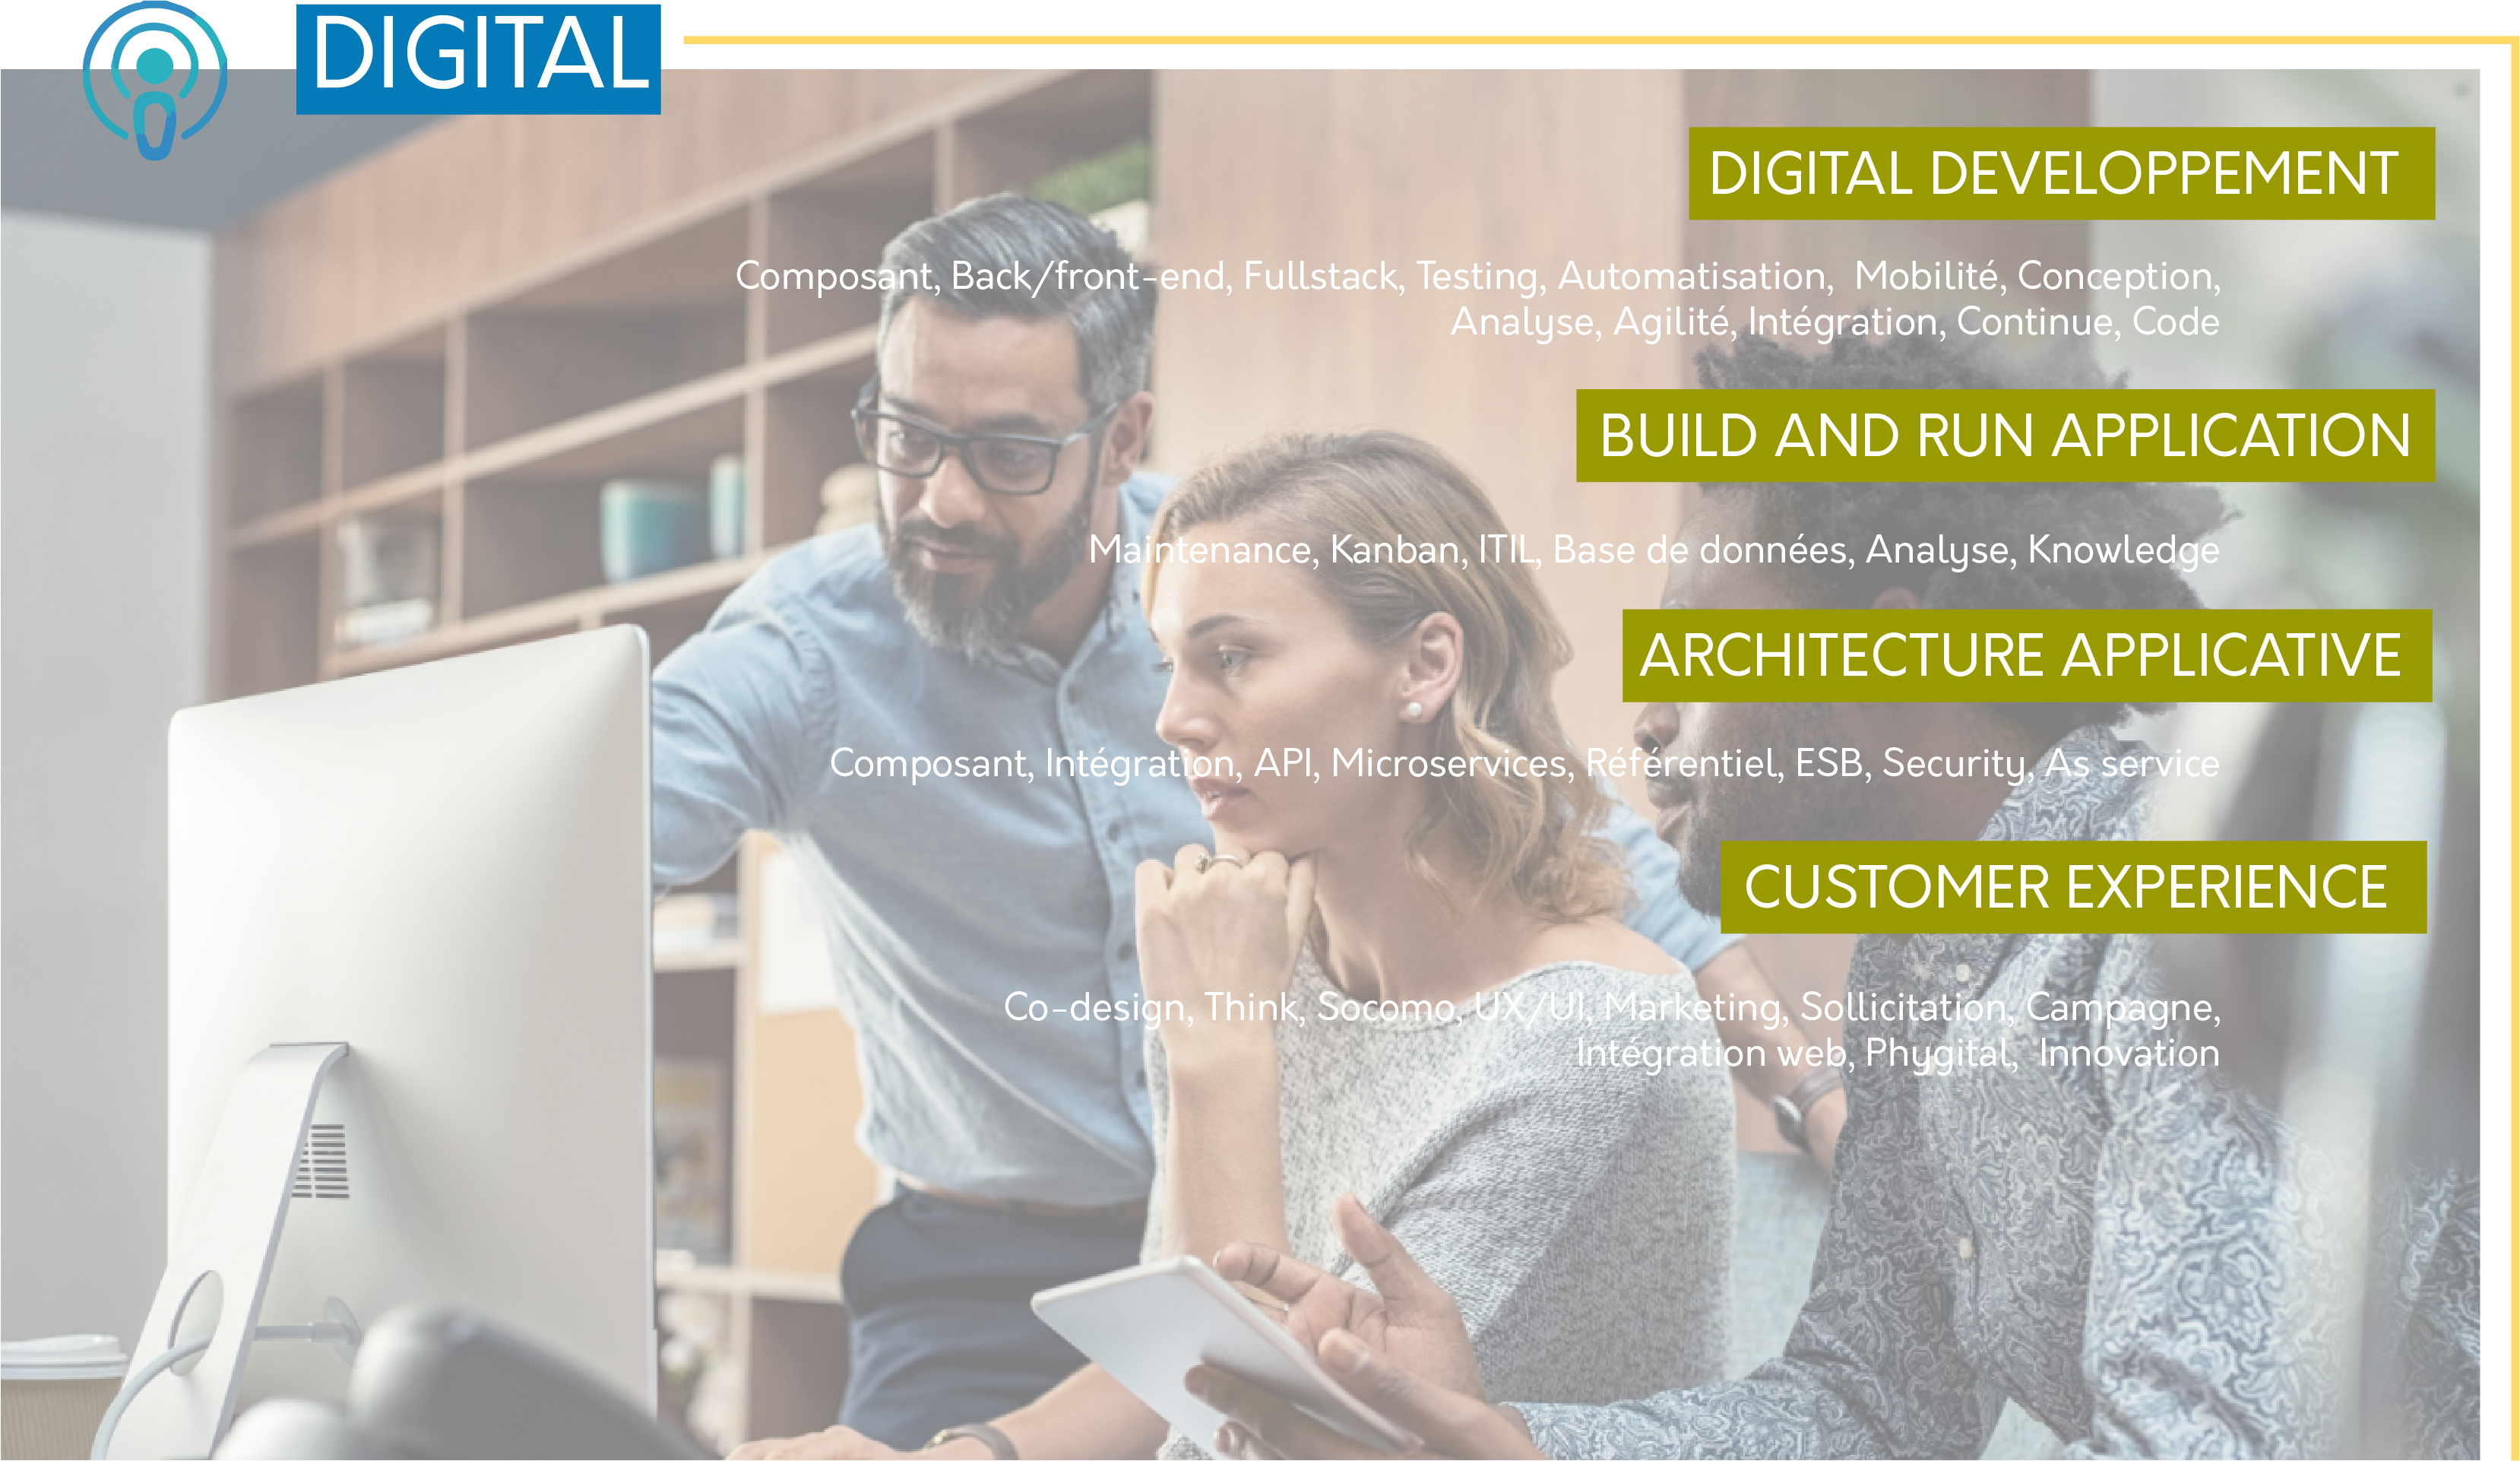 DIGITAL
DIGITAL DEVELOPPEMENT
Composant, Back/front-end, Fullstack, Testing, Automatisation, Mobilité, Conception,
Analyse, Agilité, Intégration, Continue, Code
BUILD AND RUN APPLICATION
Maintenance, Kanban, ITIL, Base de données, Analyse, Knowledge
ARCHITECTURE APPLICATIVE
Composant, Intégration, API, Microservices, Référentiel, ESB, Security, As service
CUSTOMER EXPERIENCE
Co-design, Think, Socomo, UX/UI, Marketing, Sollicitation, Campagne,
Intégration web, Phygital, Innovation